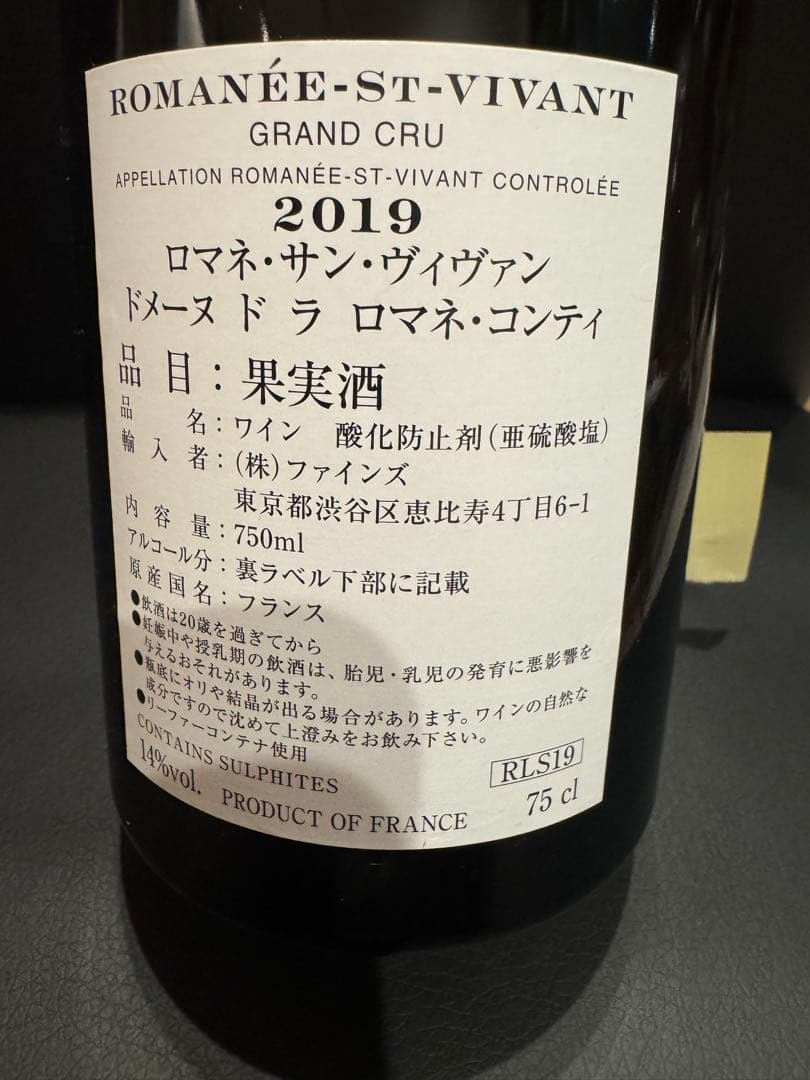 ROMANÉE-ST-VIVANT
GRAND CRU
APPELLATION ROMANÉE-ST-VIVANT CONTROLÉE
2019
ロマネ・サン・ヴィヴァン
ドメーヌ ド ラ ロマネ・コンティ
品目：果実酒
品名：ワイン 酸化防止剤(亜硫酸塩)
輸入者：(株)ファインズ
東京都渋谷区恵比寿4丁目6-1
内容量：750ml
アルコール分：裏ラベル下部に記載
原産国名：フランス
●飲酒は20歳を過ぎてから
●妊娠中や授乳期の飲酒は、胎児・乳児の発育に悪影響を
与えるおそれがあります。
●瓶底にオリや結晶が出る場合があります。ワインの自然な
成分ですので沈めて上澄みをお飲み下さい。
●リーファーコンテナ使用
CONTAINS SULPHITES
14%vol. PRODUCT OF FRANCE
RLS19
75 cl